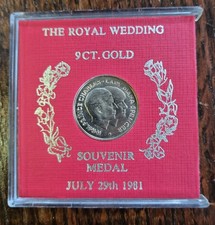 THE ROYAL WEDDING
9CT. GOLD
SOUVENIR
MEDAL
JULY 29th 1981